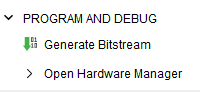 PROGRAM AND DEBUG
Generate Bitstream
Open Hardware Manager